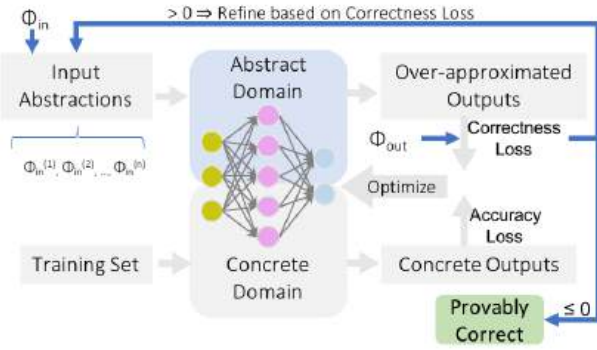 Φin
> 0 ⇒ Refine based on Correctness Loss
Input
Abstractions
Abstract
Domain
Over-approximated
Outputs
Φin(1), Φin(2), ..., Φin(n)
Φout
Correctness
Loss
Optimize
Accuracy
Loss
Training Set
Concrete
Domain
Concrete Outputs
Provably
Correct
≤ 0